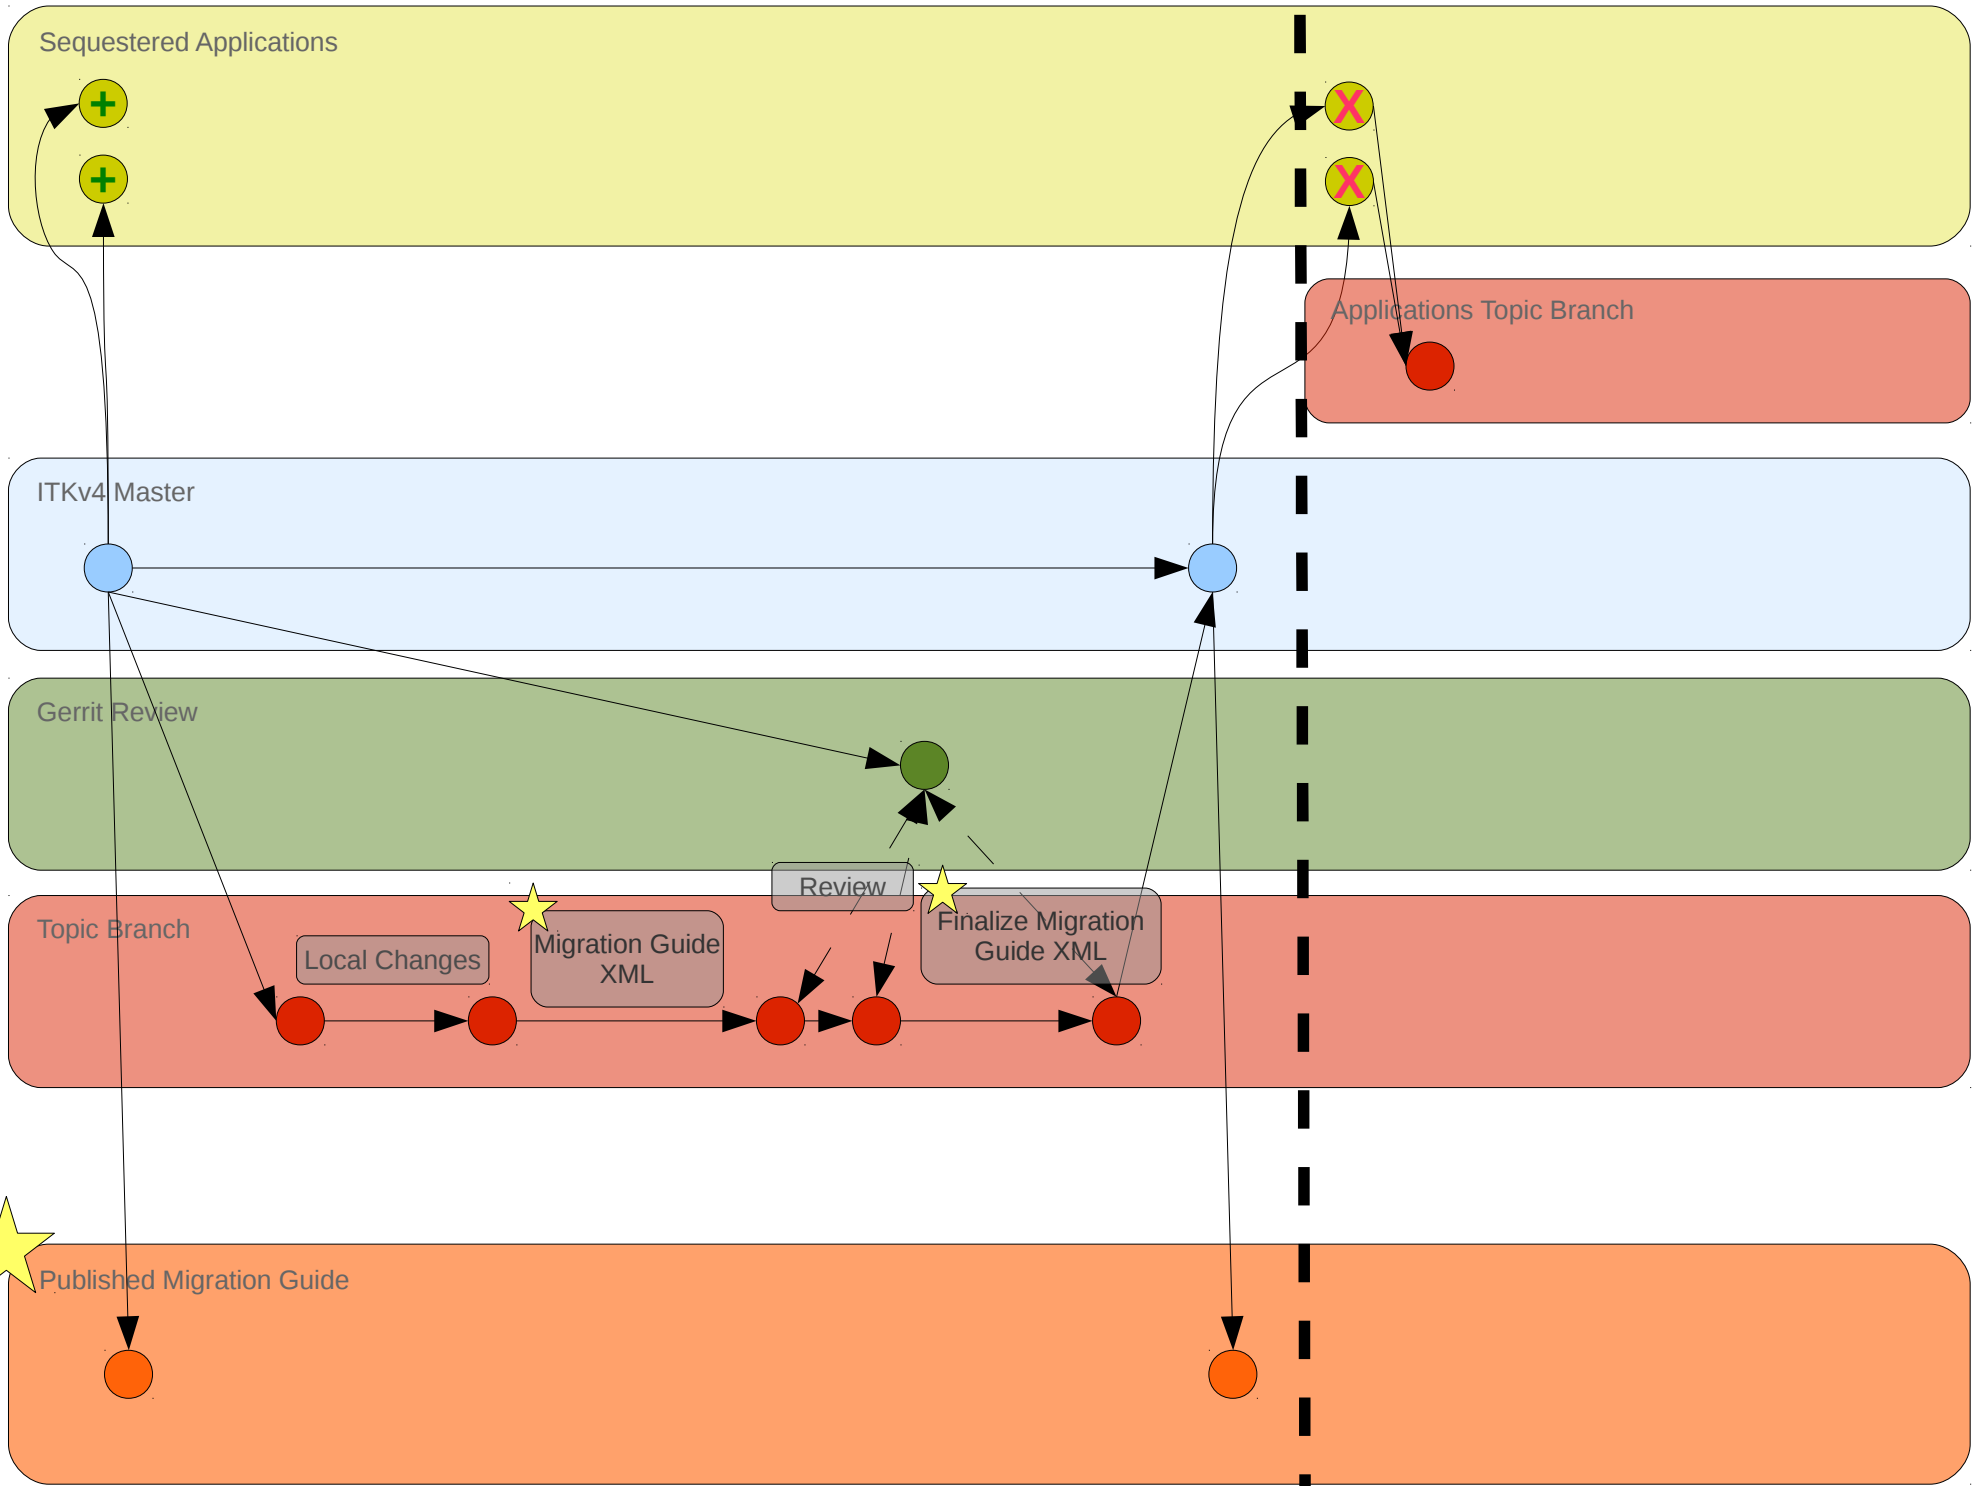 Sequestered Applications
+
X
+
X
Applications Topic Branch
ITKv4 Master
Gerrit Review
Review
Topic Branch
Local Changes
Migration Guide
XML
Finalize Migration
Guide XML
Published Migration Guide